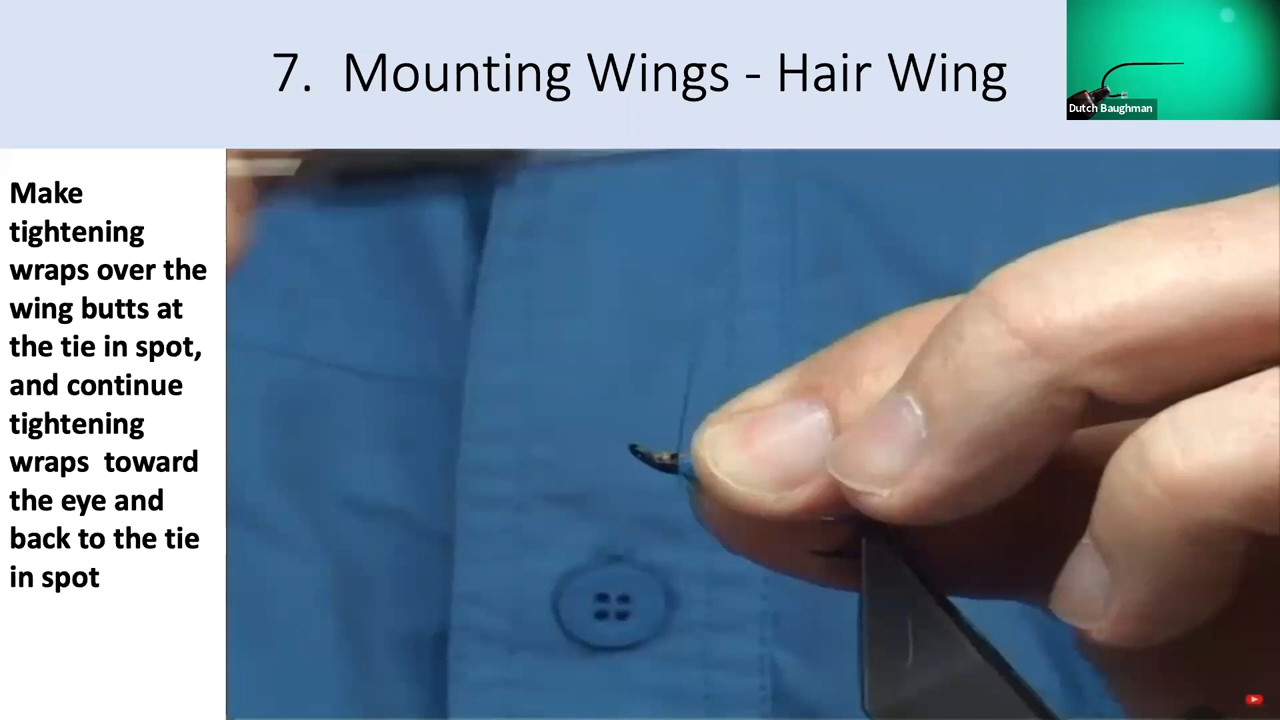 7. Mounting Wings - Hair Wing
Dutch Baughman
Make
tightening
wraps over the
wing butts at
the tie in spot,
and continue
tightening
wraps toward
the eye and
back to the tie
in spot